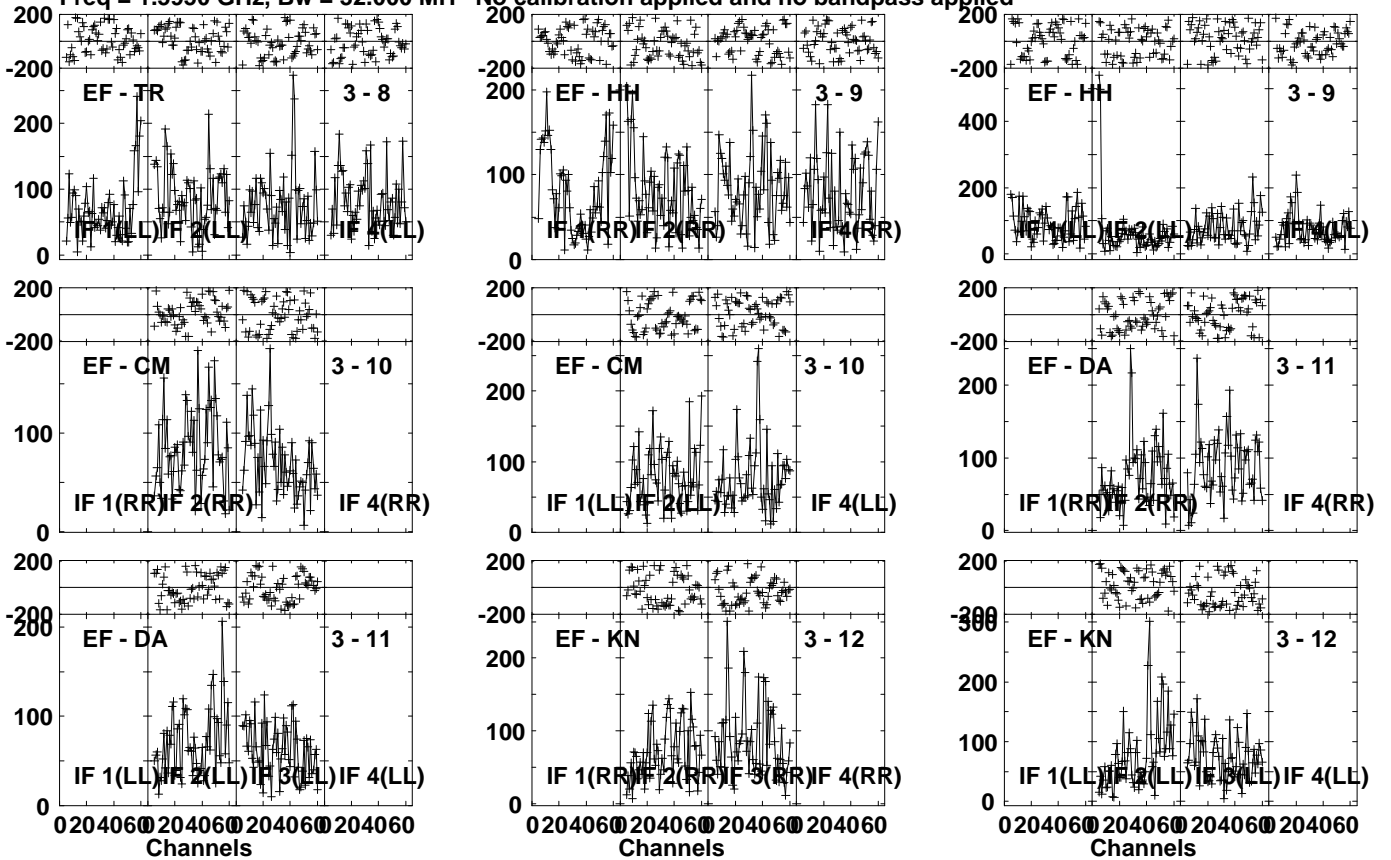 Freq = GHz, Bw = 32.000 MH No calibration applied and no bandpass applied
200 200 200
-200 -200 -200
EF - TR 3 - 8 EF - HH 3 - 9 EF - HH 3 - 9
200 200 400
100 100 200
IF 1(LL) IF 2(LL) IF 4(LL) IF 1(RR) IF 2(RR) IF 4(RR) IF 1(LL) IF 2(LL) IF 4(LL)
0 0 0
200 200 200
-200 -200 -200
EF - CM 3 - 10 EF - CM 3 - 10 EF - DA 3 - 11
200 200
100 100 100
IF 1(RR) IF 2(RR) IF 4(RR) IF 1(LL) IF 2(LL) IF 4(LL) IF 1(RR) IF 2(RR) IF 4(RR)
0 0 0
200 200 200
-200 -200 -200
200 300
EF - DA 3 - 11 EF - KN 3 - 12 EF - KN 3 - 12
200 200
100 100 100
IF 1(LL) IF 2(LL) IF 3(LL) IF 4(LL) IF 1(RR) IF 2(RR) IF 3(RR) IF 4(RR) IF 1(LL) IF 2(LL) IF 3(LL) IF 4(LL)
0 0 0
0 20 40 60 0 20 40 60 0 20 40 60 0 20 40 60 0 20 40 60 0 20 40 60 0 20 40 60 0 20 40 60 0 20 40 60 0 20 40 60 0 20 40 60 0 20 40 60
Channels Channels Channels